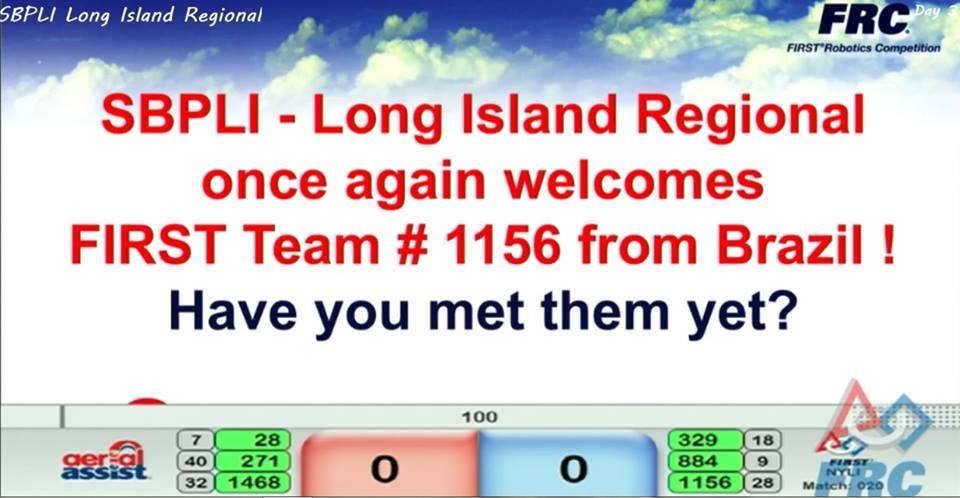 SBPLI Long Island Regional
FRC
Day 3
FIRST® Robotics Competition
SBPLI - Long Island Regional
once again welcomes
FIRST Team # 1156 from Brazil !
Have you met them yet?
100
aerial
assist
7 28
40 271
32 1468
0
0
329 18
884 9
1156 28
FIRST
NYLI
Match: 020
FRC